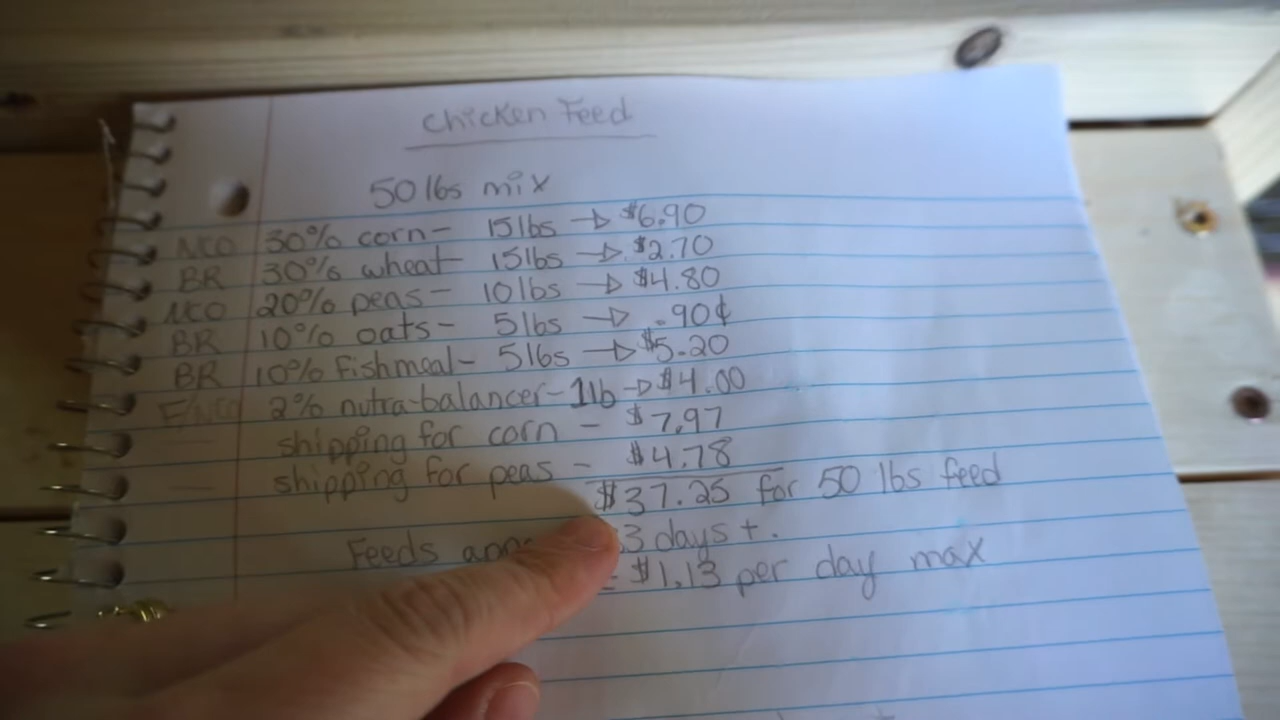 Chicken Feed
50 lbs mix
NCO 30% corn - 15lbs → $6.90
BR 30% wheat - 15lbs → $2.70
NCO 20% peas - 10lbs → $4.80
BR 10% oats - 5lbs → .90¢
BR 10% fishmeal - 5lbs → $5.20
2% nutra-balancer - 1lb → $4.00
shipping for corn - $7.97
shipping for peas - $4.78
$37.25 for 50 lbs feed
Feeds 3 days +.
= $1.13 per day max